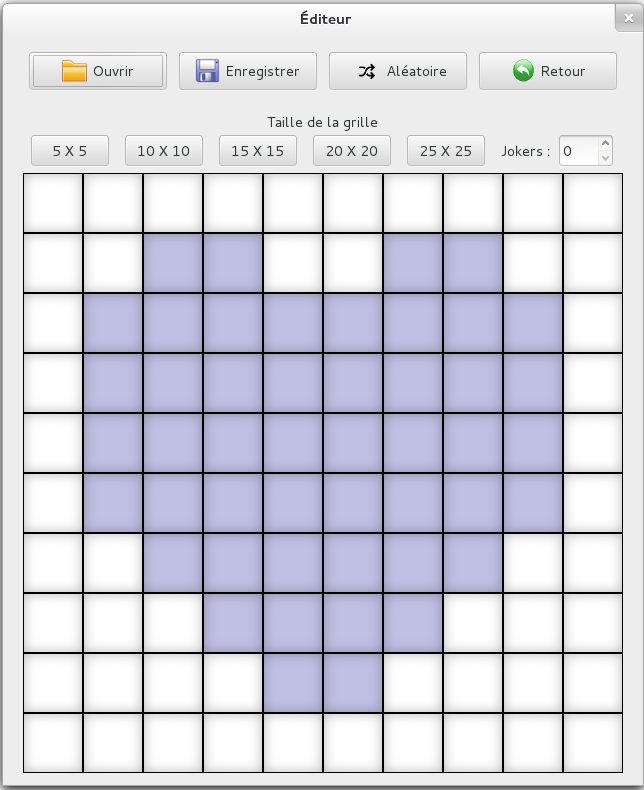 Éditeur
Ouvrir Enregistrer Aléatoire Retour
Taille de la grille
5 X 5 10 X 10 15 X 15 20 X 20 25 X 25 Jokers : 0